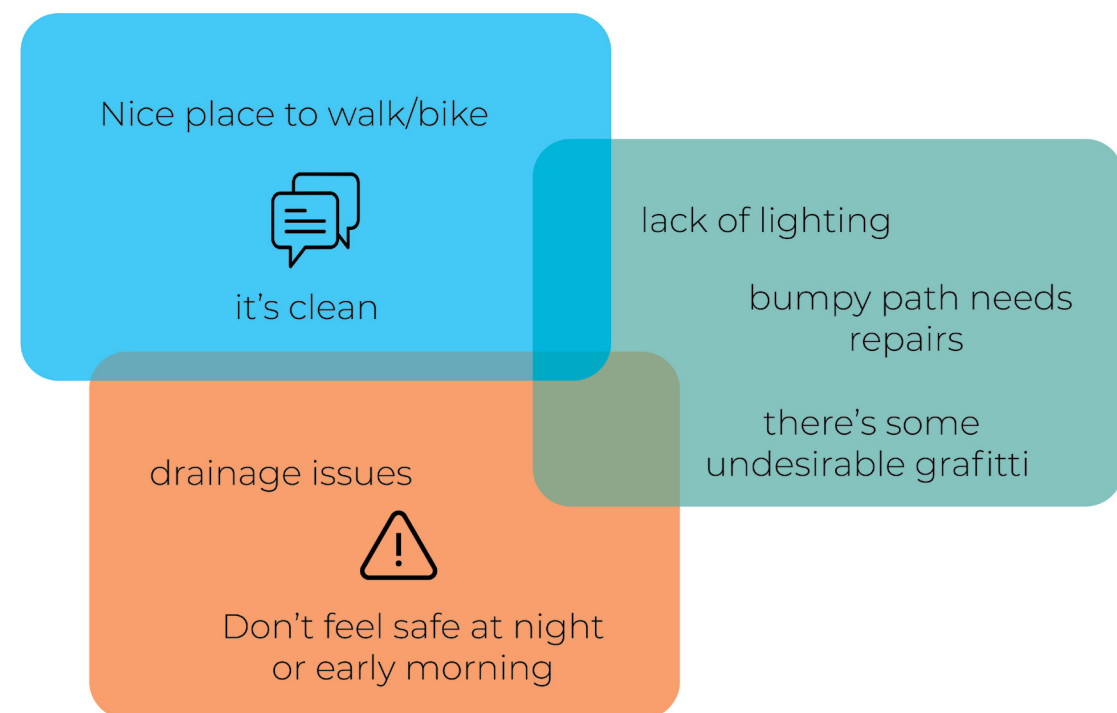 Nice place to walk/bike
it's clean
lack of lighting
bumpy path needs
repairs
there's some
undesirable grafitti
drainage issues
Don't feel safe at night
or early morning